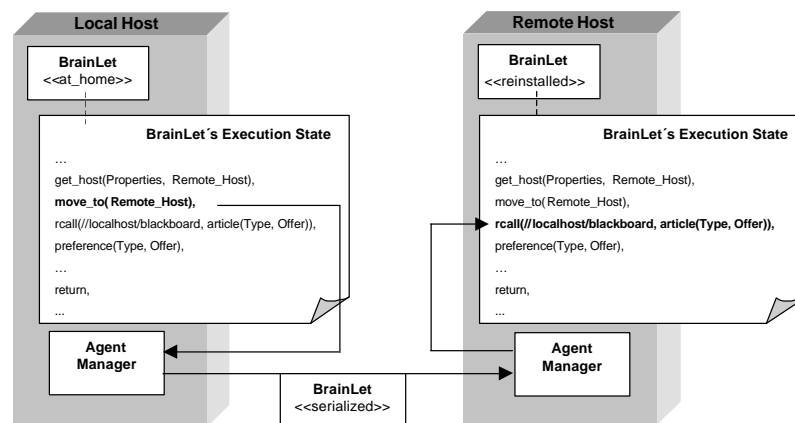 Local Host
BrainLet
<<at_home>>
BrainLet´s Execution State
…
get_host(Properties, Remote_Host),
move_to( Remote_Host),
rcall(//localhost/blackboard, article(Type, Offer)),
preference(Type, Offer),
…
return,
...
Agent
Manager
BrainLet
<<serialized>>
Remote Host
BrainLet
<<reinstalled>>
BrainLet´s Execution State
…
get_host(Properties, Remote_Host),
move_to( Remote_Host),
rcall(//localhost/blackboard, article(Type, Offer)),
preference(Type, Offer),
…
return,
...
Agent
Manager